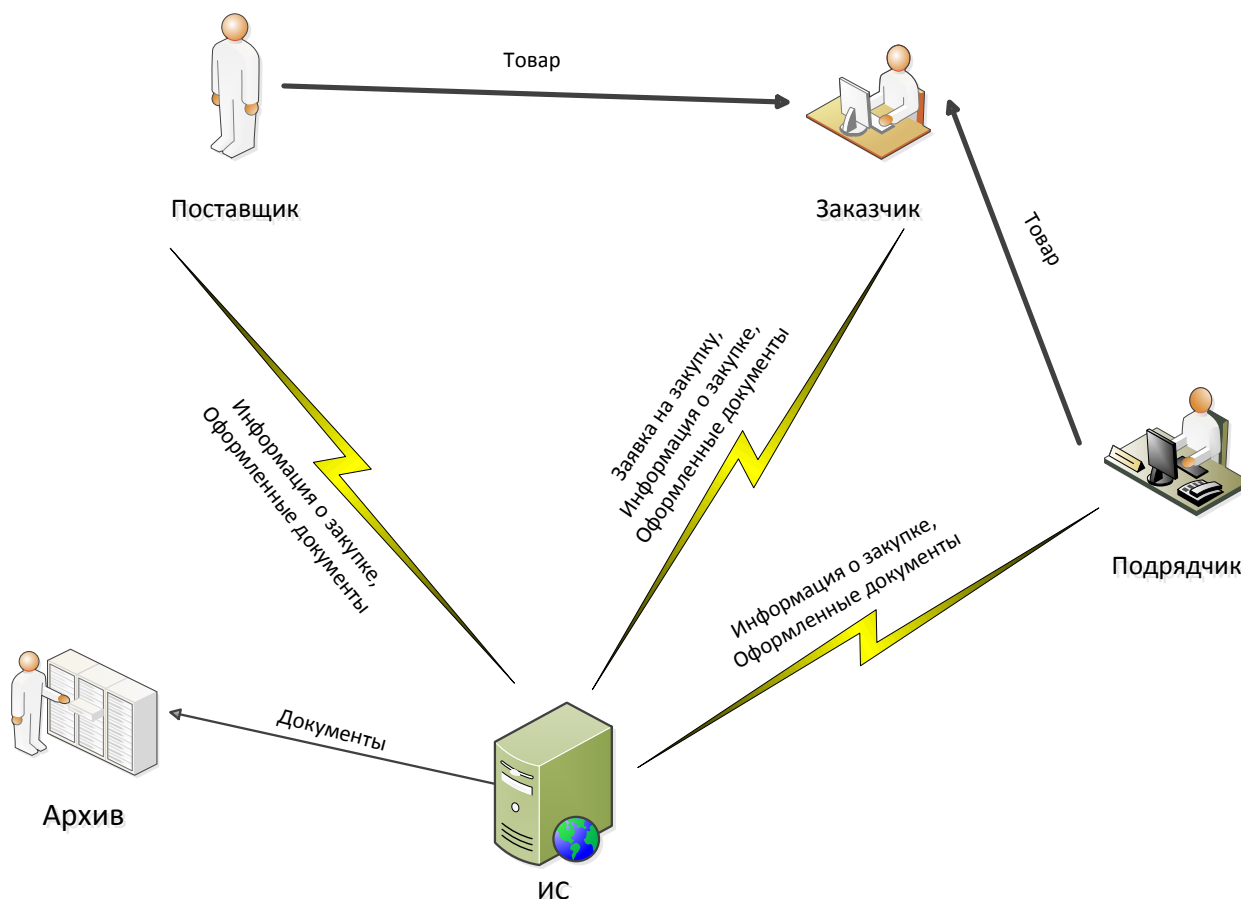 Товар
Поставщик
Заказчик
Товар
Заявка на закупку,
Информация о закупке,
Оформленные документы
Информация о закупке,
Оформленные документы
Информация о закупке,
Оформленные документы
Подрядчик
Документы
Архив
ИС